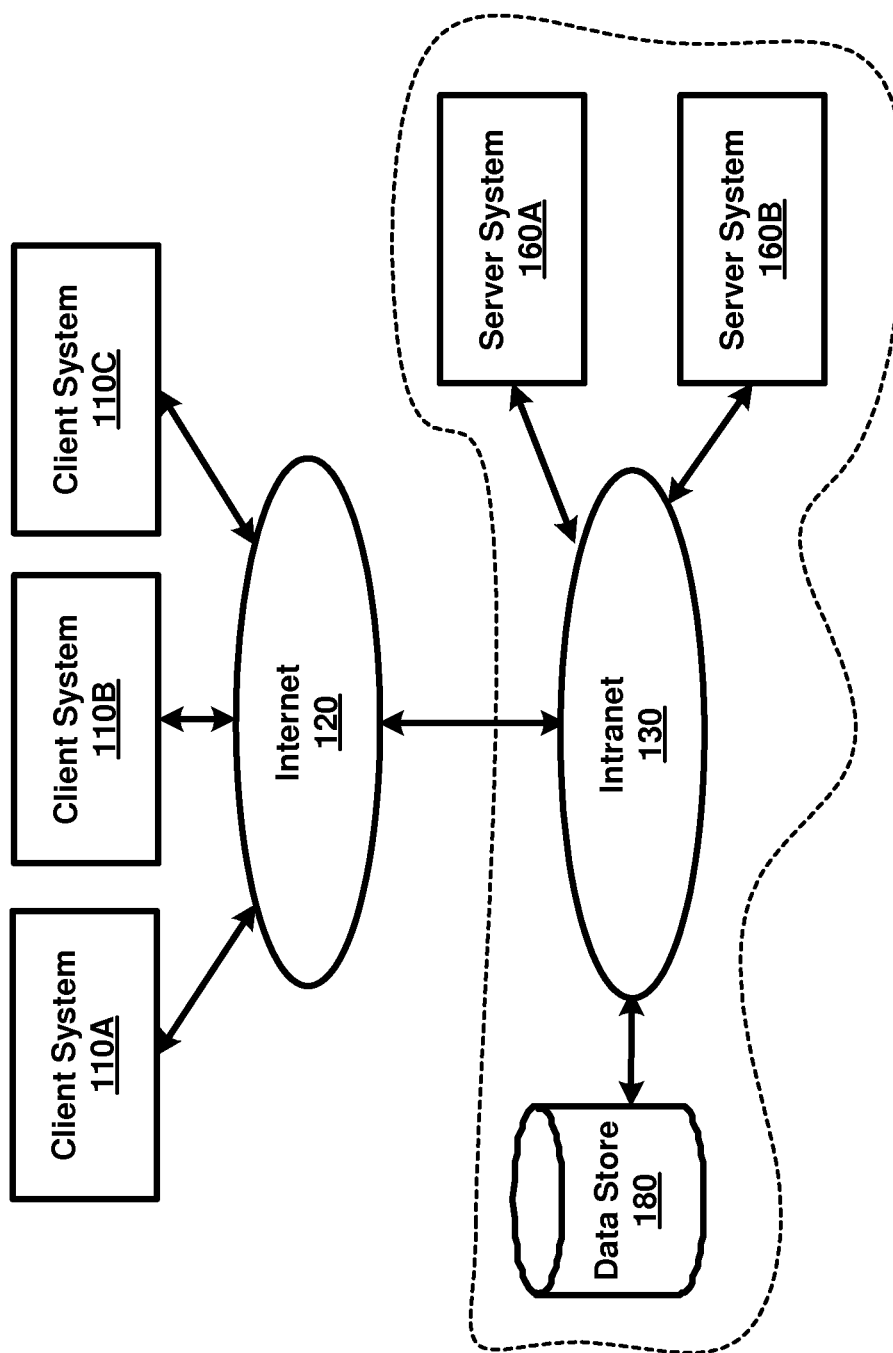 Client System
110A
Client System
110B
Client System
110C
Internet
120
Intranet
130
Data Store
180
Server System
160A
Server System
160B